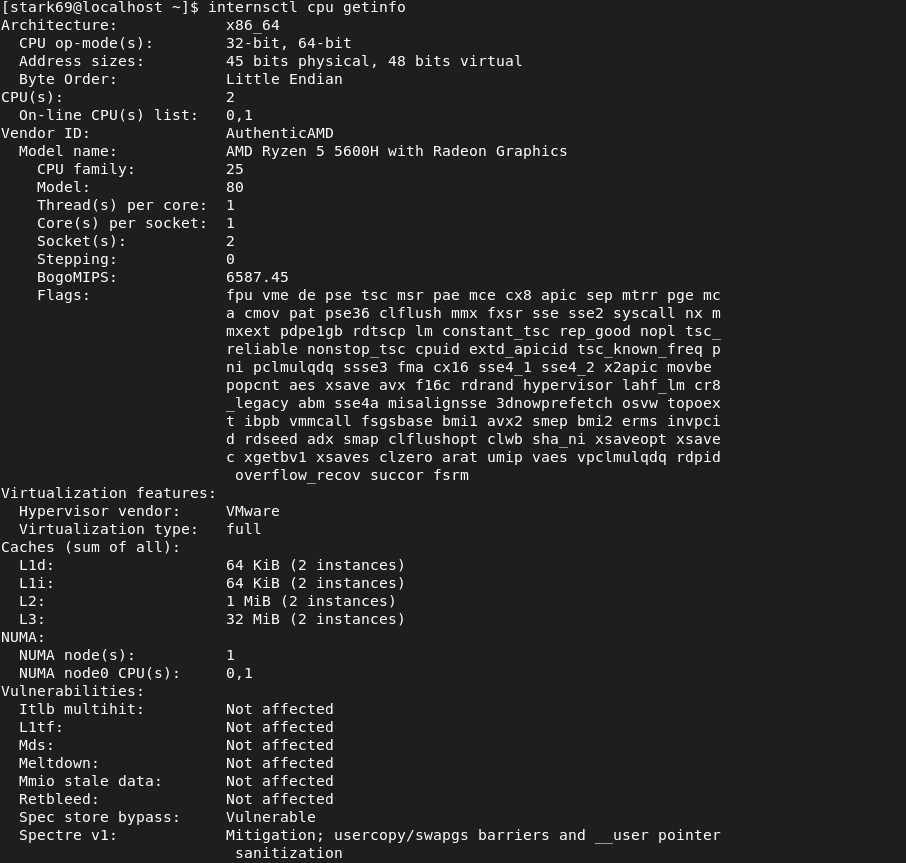 [stark69@localhost ~]$ internsctl cpu getinfo
Architecture:            x86_64
  CPU op-mode(s):        32-bit, 64-bit
  Address sizes:         45 bits physical, 48 bits virtual
  Byte Order:            Little Endian
CPU(s):                  2
  On-line CPU(s) list:   0,1
Vendor ID:               AuthenticAMD
  Model name:            AMD Ryzen 5 5600H with Radeon Graphics
    CPU family:          25
    Model:               80
    Thread(s) per core:  1
    Core(s) per socket:  1
    Socket(s):           2
    Stepping:            0
    BogoMIPS:            6587.45
    Flags:               fpu vme de pse tsc msr pae mce cx8 apic sep mtrr pge mc
                         a cmov pat pse36 clflush mmx fxsr sse sse2 syscall nx m
                         mxext pdpe1gb rdtscp lm constant_tsc rep_good nopl tsc_
                         reliable nonstop_tsc cpuid extd_apicid tsc_known_freq p
                         ni pclmulqdq ssse3 fma cx16 sse4_1 sse4_2 x2apic movbe
                         popcnt aes xsave avx f16c rdrand hypervisor lahf_lm cr8
                         _legacy abm sse4a misalignsse 3dnowprefetch osvw topoex
                         t ibpb vmmcall fsgsbase bmi1 avx2 smep bmi2 erms invpci
                         d rdseed adx smap clflushopt clwb sha_ni xsaveopt xsave
                         c xgetbv1 xsaves clzero arat umip vaes vpclmulqdq rdpid
                          overflow_recov succor fsrm
Virtualization features:
  Hypervisor vendor:     VMware
  Virtualization type:   full
Caches (sum of all):
  L1d:                   64 KiB (2 instances)
  L1i:                   64 KiB (2 instances)
  L2:                    1 MiB (2 instances)
  L3:                    32 MiB (2 instances)
NUMA:
  NUMA node(s):          1
  NUMA node0 CPU(s):     0,1
Vulnerabilities:
  Itlb multihit:         Not affected
  L1tf:                  Not affected
  Mds:                   Not affected
  Meltdown:              Not affected
  Mmio stale data:       Not affected
  Retbleed:              Not affected
  Spec store bypass:     Vulnerable
  Spectre v1:            Mitigation; usercopy/swapgs barriers and __user pointer
                          sanitization